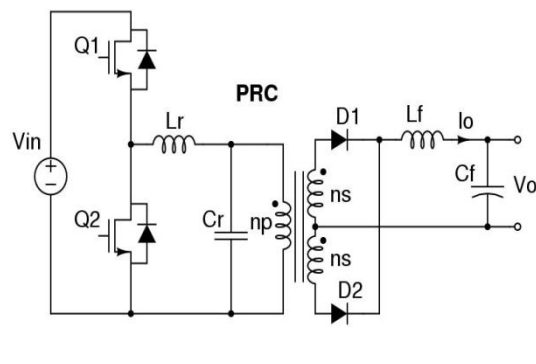 Q1
PRC
Lr
D1
Lf
Io
Vin
+
−
Cf
Vo
ns
Q2
Cr
np
ns
D2